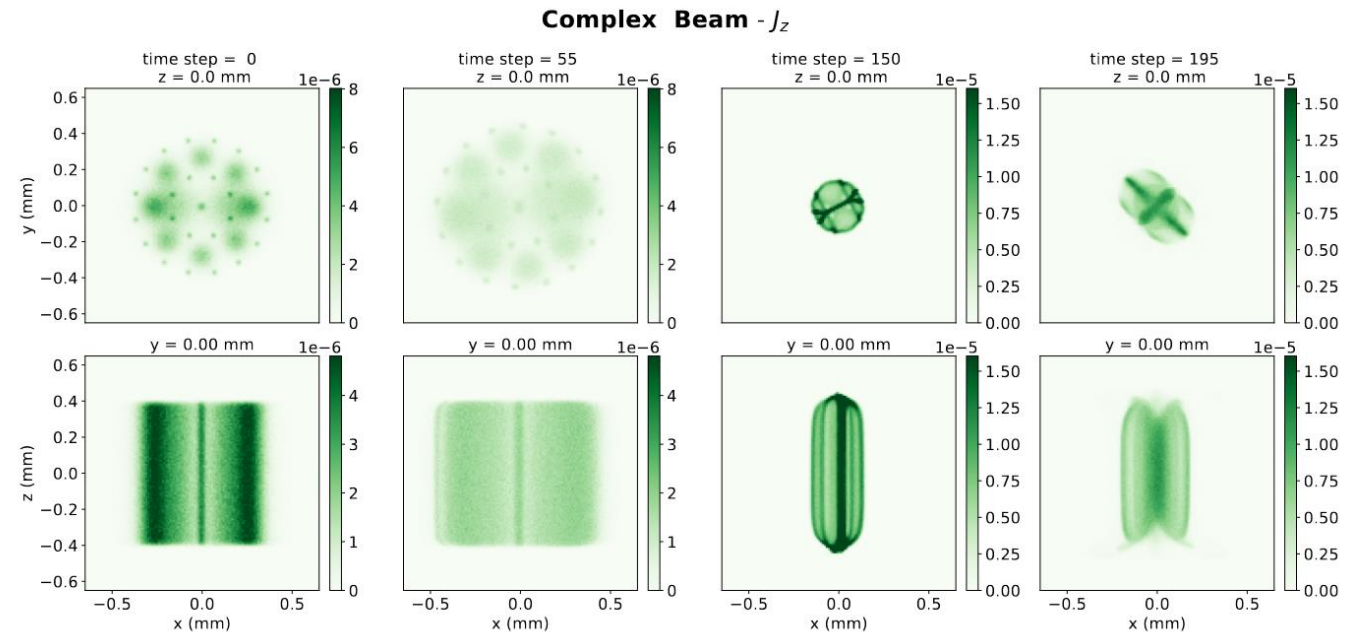 Complex Beam - J_z
time step = 0
z = 0.0 mm
1e−6
time step = 55
z = 0.0 mm
1e−6
time step = 150
z = 0.0 mm
1e−5
time step = 195
z = 0.0 mm
1e−5
y (mm)
0.6
0.4
0.2
0.0
−0.2
−0.4
−0.6
8
6
4
2
0
8
6
4
2
0
1.50
1.25
1.00
0.75
0.50
0.25
0.00
1.50
1.25
1.00
0.75
0.50
0.25
0.00
y = 0.00 mm
1e−6
y = 0.00 mm
1e−6
y = 0.00 mm
1e−5
y = 0.00 mm
1e−5
z (mm)
0.6
0.4
0.2
0.0
−0.2
−0.4
−0.6
4
3
2
1
0
4
3
2
1
0
1.50
1.25
1.00
0.75
0.50
0.25
0.00
1.50
1.25
1.00
0.75
0.50
0.25
0.00
−0.5 0.0 0.5
x (mm)
−0.5 0.0 0.5
x (mm)
−0.5 0.0 0.5
x (mm)
−0.5 0.0 0.5
x (mm)